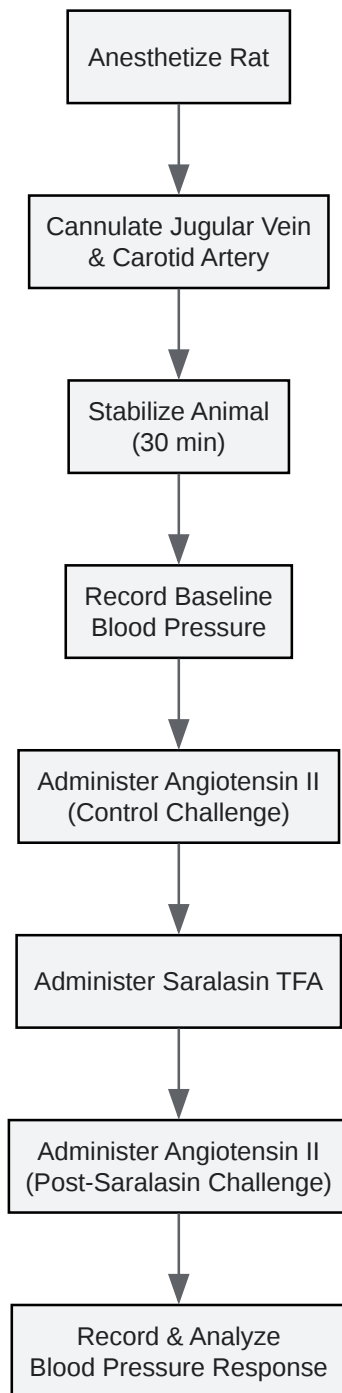 Anesthetize Rat
Cannulate Jugular Vein
& Carotid Artery
Stabilize Animal
(30 min)
Record Baseline
Blood Pressure
Administer Angiotensin II
(Control Challenge)
Administer Saralasin TFA
Administer Angiotensin II
(Post-Saralasin Challenge)
Record & Analyze
Blood Pressure Response